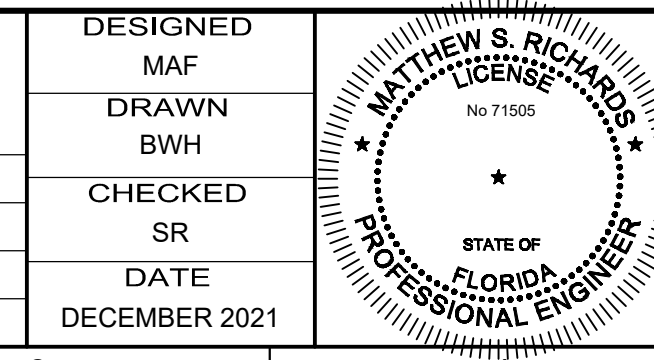 DESIGNED
MAF
DRAWN
BWH
CHECKED
SR
DATE
DECEMBER 2021
MATTHEW S. RICHARDS
LICENSE
No 71505
STATE OF
FLORIDA
PROFESSIONAL ENGINEER